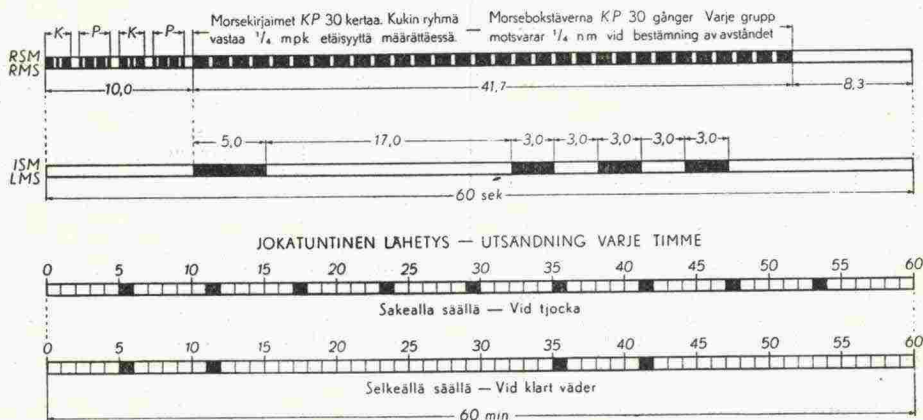 K P K P
Morsekirjaimet KP 30 kertaa. Kukin ryhmä — Morsebokstäverna KP 30 gånger Varje grupp
vastaa 1/4 mpk etäisyyttä määrättäessä. motsvarar 1/4 nm vid bestämning av avståndet
RSM
RMS
10,0 41,7 8,3
5,0 17,0 3,0 3,0 3,0 3,0 3,0
ISM
LMS
60 sek
JOKATUNTINEN LÄHETYS — UTSÄNDNING VARJE TIMME
0 5 10 15 20 25 30 35 40 45 50 55 60
Sakealla säällä — Vid tjocka
0 5 10 15 20 25 30 35 40 45 50 55 60
Selkeällä säällä — Vid klart väder
60 min